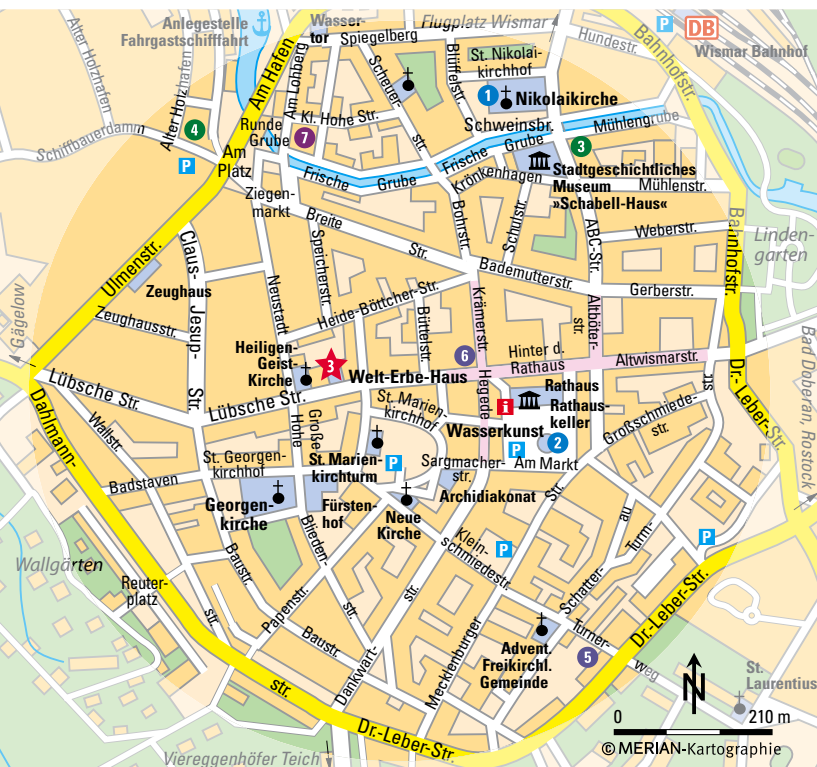 Anlegestelle
Fahrgastschifffahrt
Wasser-
tor
Flugplatz Wismar
P
DB
Wismar Bahnhof
Spiegelberg
Hundestr.
Bahnhofstr.
Alter Holzhafen
Alter Holzhafen
Am Hafen
Am Lohberg
Scheuer-
str.
Blüffelstr.
St. Nikolai-
kirchhof
1
Nikolaikirche
Kl. Hohe Str.
Schweinsbr.
Mühlengrube
4
Runde
Grube
7
3
Schiffbauerdamm
P
Am
Platz
Frische
Grube
Frische
Grube
Krönkenhagen
Stadtgeschichtliches
Museum
»Schabell-Haus«
Mühlenstr.
Ziegen-
markt
Breite
Str.
Bohrstr.
Schulstr.
ABC-Str.
Weberstr.
Bahnhofstr.
Linden-
garten
Ulmenstr.
Claus-
Jesup-
Str.
Speicherstr.
Bademutterstr.
Gerberstr.
Zeughaus
Neustadt
Heide-Böttcher-Str.
Krämerstr.
Altböter-
str.
Gägelow
Zeughausstr.
Büttelstr.
Heiligen-
Geist-
Kirche
3
Welt-Erbe-Haus
6
Hinter d.
Rathaus
Altwismarstr.
Bad Doberan, Rostock
Lübsche Str.
Lübsche Str.
Hegede
i
Rathaus
Rathaus-
keller
Dr.-Leber-Str.
Dahlmann-
str.
Wallstr.
Große
Hohe
St. Marien-
kirchhof
Wasserkunst
P
2
Großschmiede-
str.
str.
St. Georgen-
kirchhof
St. Marien-
kirchturm
P
Sargmacher-
str.
Am Markt
Badstaven
Georgen-
kirche
Fürsten-
hof
Neue
Kirche
Archidiakonat
Str.
Blieden-
str.
Klein-
schmiedestr.
P
au
Turm-
P
Wallgärten
Baustr.
Reuter-
platz
str.
Papenstr.
Baustr.
str.
Dankwart-
Mecklenburger
Schatter-
Turner-
weg
Dr.-Leber-Str.
Advent.
Freikirchl.
Gemeinde
5
St.
Laurentius
N
Dr.-Leber-Str.
Viereggenhöfer Teich
0
210 m
© MERIAN-Kartographie